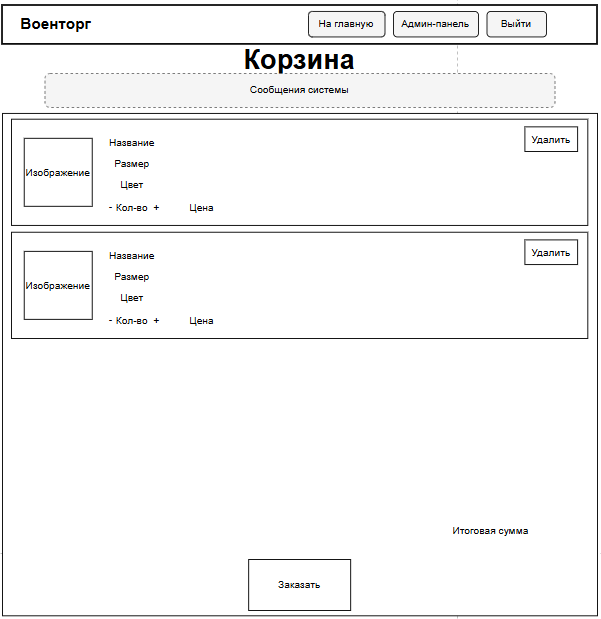 Военторг
На главную
Админ-панель
Выйти
Корзина
Сообщения системы
Удалить
Изображение
Название
Размер
Цвет
- Кол-во + Цена
Удалить
Изображение
Название
Размер
Цвет
- Кол-во + Цена
Итоговая сумма
Заказать